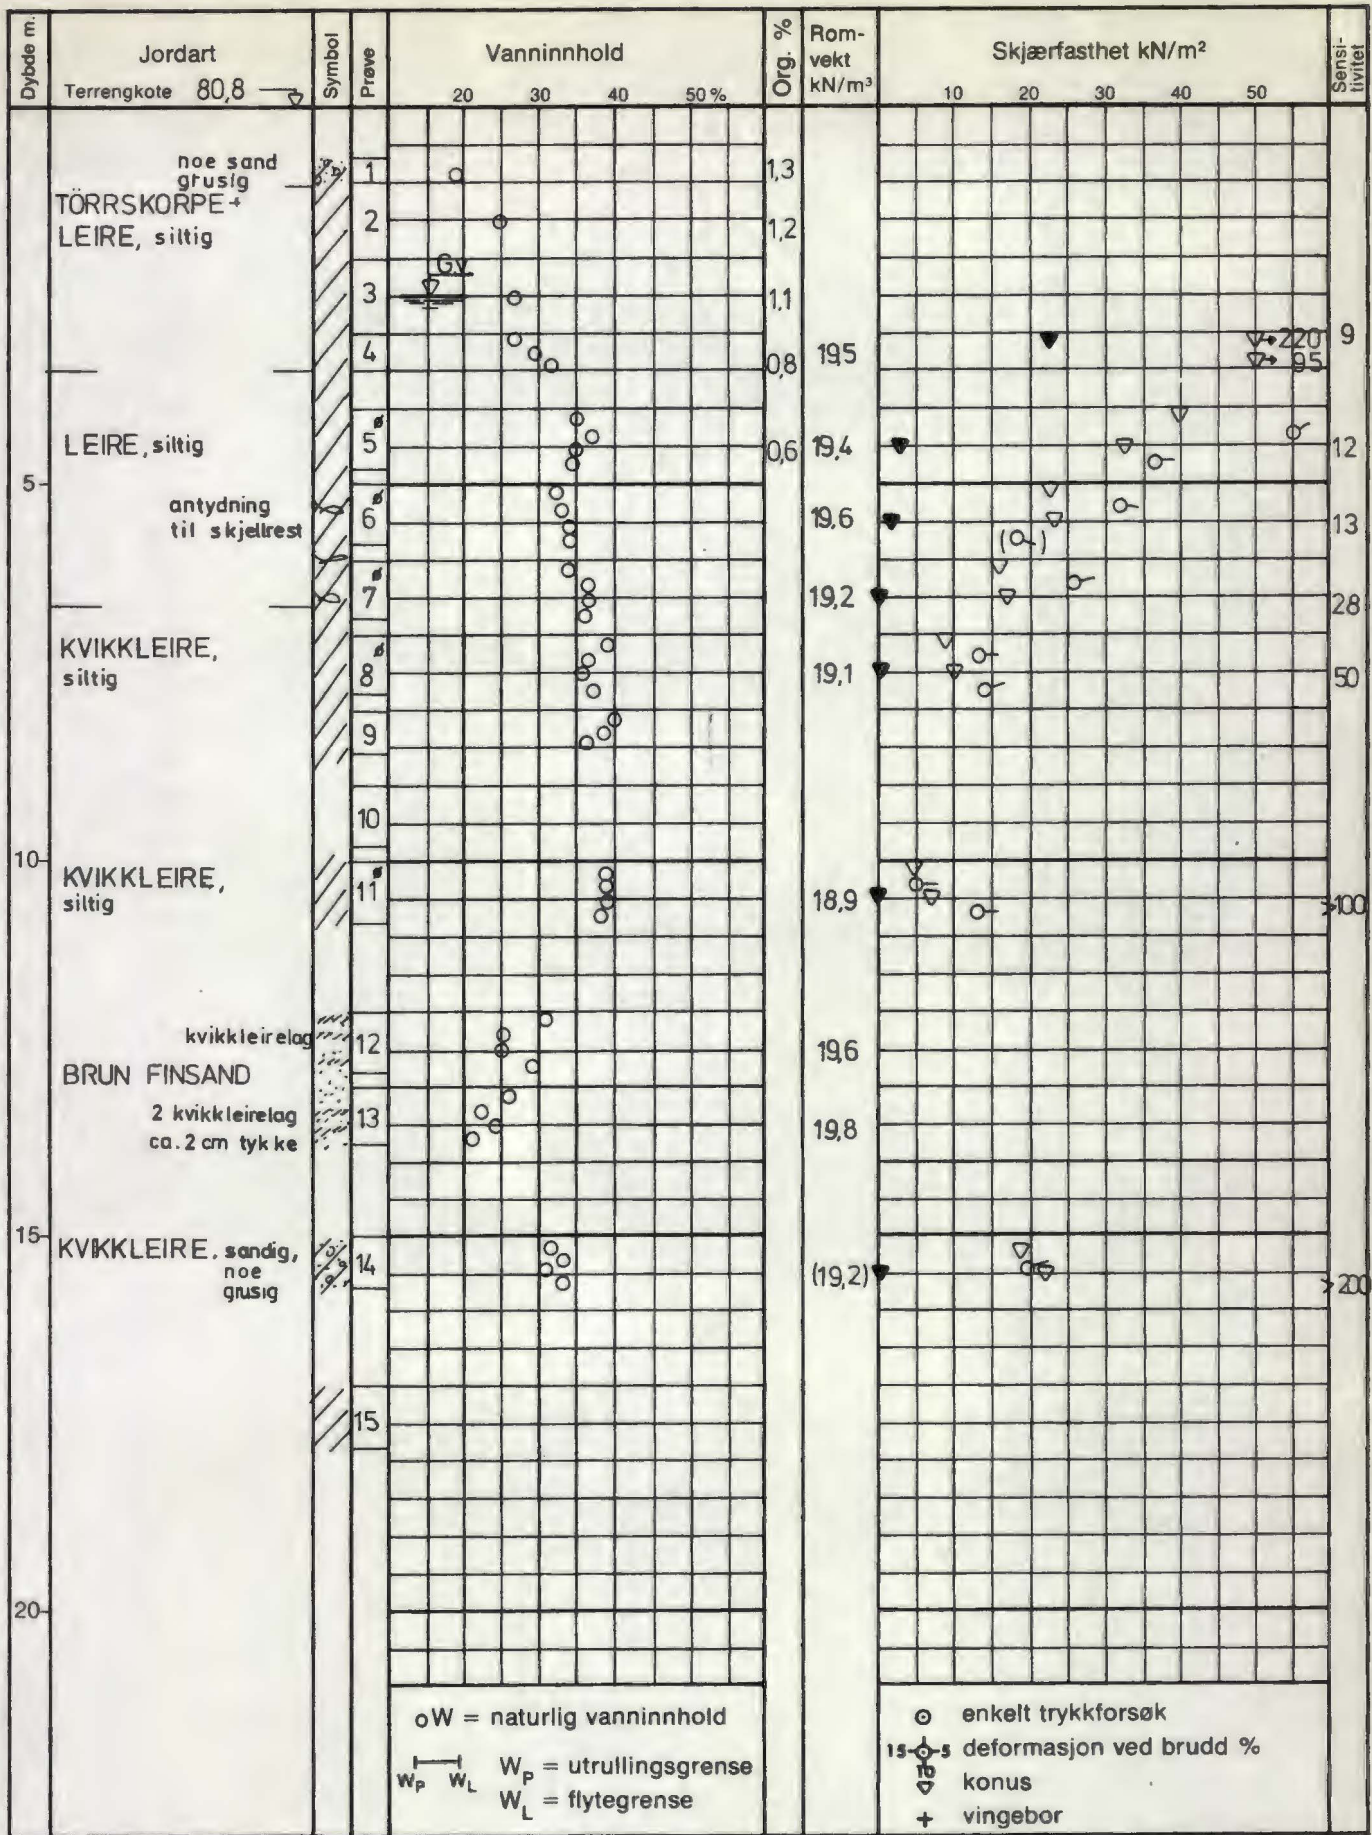 Dybde m.
Jordart
Terrengkote 80,8
Symbol
Prøve
Vanninnhold
20 30 40 50 %
Org. %
Rom-
vekt
kN/m³
Skjærfasthet kN/m²
10 20 30 40 50
Sensi-
tivitet
noe sand
grusig
1
1,3
TÖRRSKORPE-
LEIRE, siltig
2
1,2
GV
3
1,1
4
0,8
19,5
220
95
9
LEIRE, siltig
5ø
0,6
19,4
12
5
antydning
til skjellrest
6ø
19,6
( )
13
7ø
19,2
28
KVIKKLEIRE,
siltig
8ø
19,1
50
9
10
10
KVIKKLEIRE,
siltig
11ø
18,9
>100
kvikkleirelag
12
19,6
BRUN FINSAND
2 kvikkleirelag
ca. 2 cm tykke
13
19,8
15
KVIKKLEIRE. sandig,
noe
grusig
14
(19,2)
>200
15
20
oW = naturlig vanninnhold
WP WL
WP = utrullingsgrense
WL = flytegrense
enkelt trykkforsøk
15 5 deformasjon ved brudd %
10
konus
+ vingebor